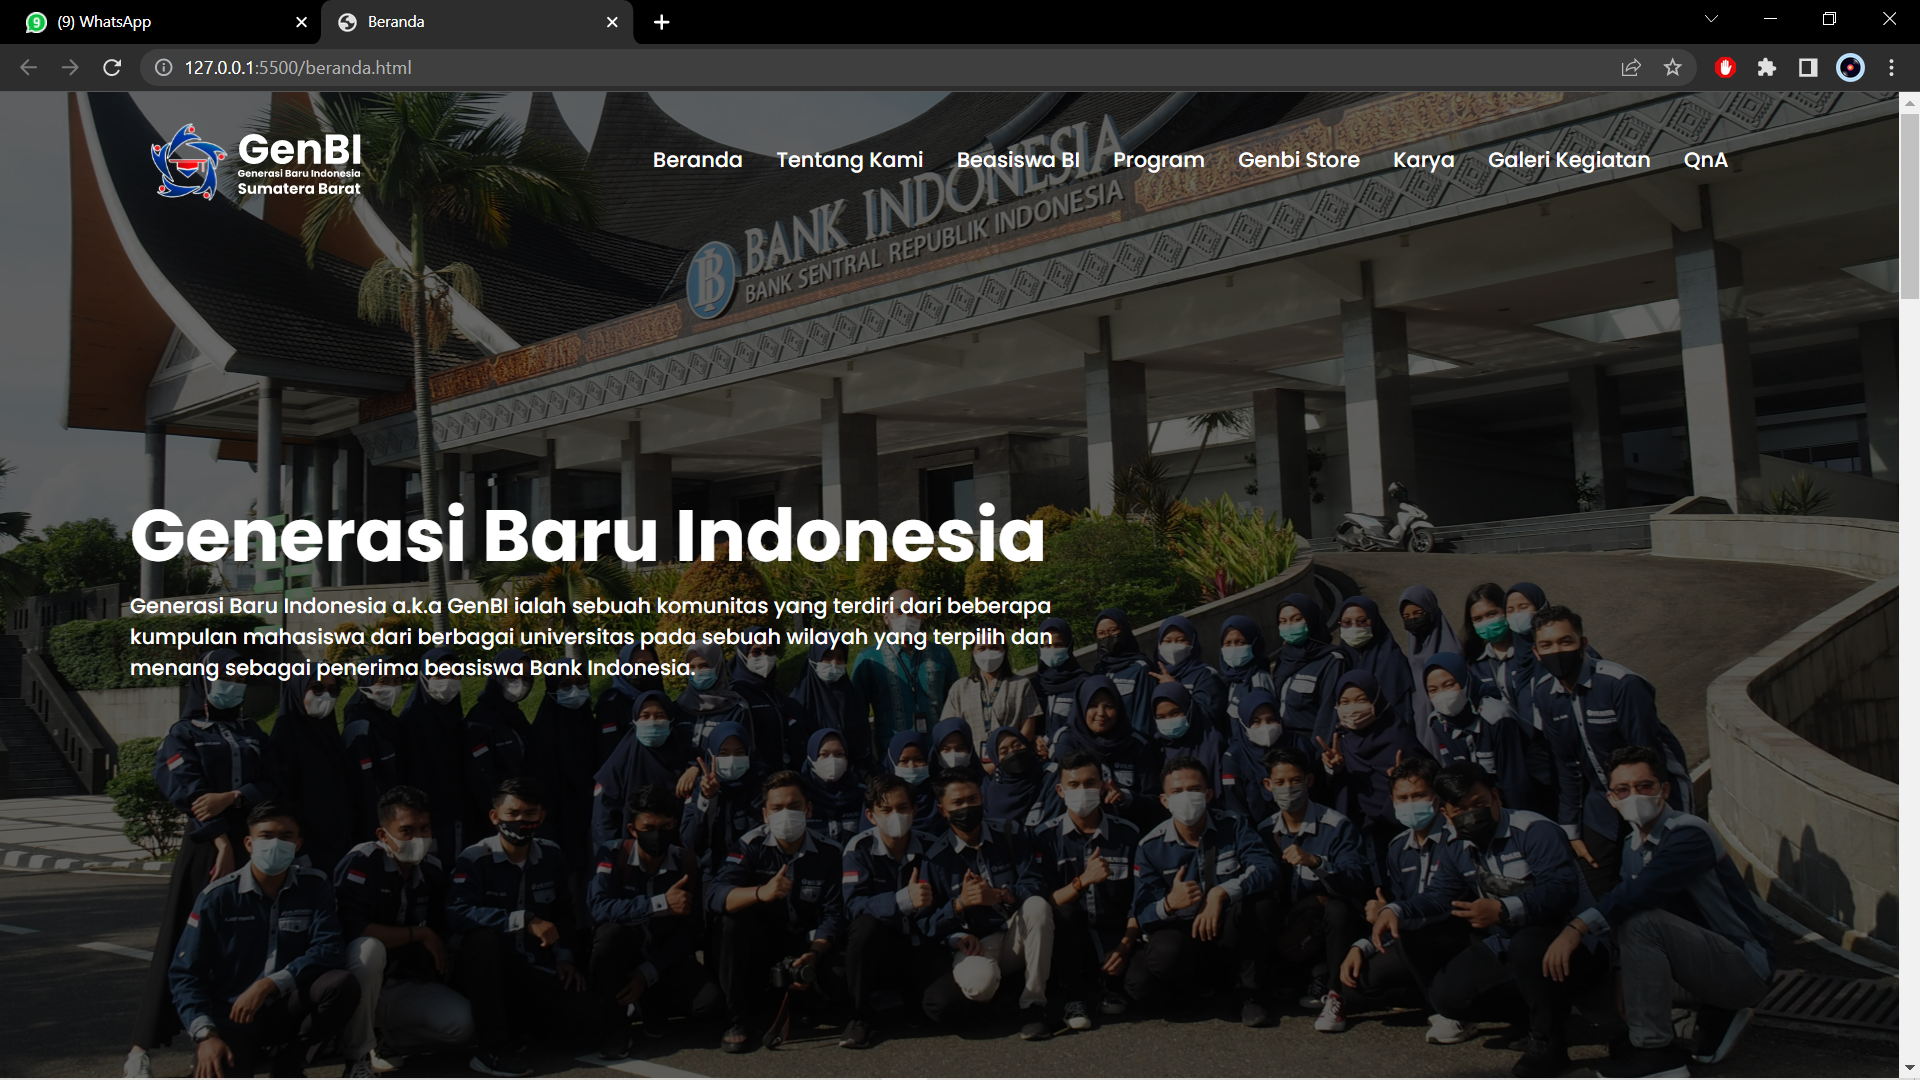 (9) WhatsApp
Beranda
127.0.0.1:5500/beranda.html
GenBI
Generasi Baru Indonesia
Sumatera Barat
Beranda
Tentang Kami
Beasiswa BI
Program
Genbi Store
Karya
Galeri Kegiatan
QnA
BANK INDONESIA
BANK SENTRAL REPUBLIK INDONESIA
Generasi Baru Indonesia
Generasi Baru Indonesia a.k.a GenBI ialah sebuah komunitas yang terdiri dari beberapa
kumpulan mahasiswa dari berbagai universitas pada sebuah wilayah yang terpilih dan
menang sebagai penerima beasiswa Bank Indonesia.